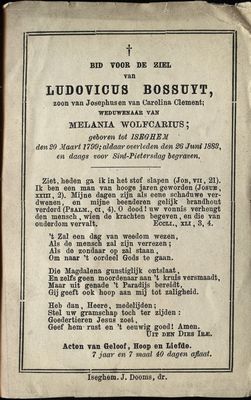 †
BID VOOR DE ZIEL
van
LUDOVICUS BOSSUYT,
zoon van Josephus en van Carolina Clement;
WEDUWENAAR VAN
MELANIA WOLFCARIUS;
geboren tot ISEGHEM
den 20 Maart 1799; aldaar overleden den 26 Juni 1883,
en daags voor Sint-Pietersdag begraven.
Ziet, heden ga ik in het stof slapen (JOB, VII, 21).
Ik ben een man van hooge jaren geworden (JOSUE,
XXIII, 2). Mijne dagen zijn als eene schaduwe ver-
dwenen, en mijne beenderen gelijk brandhout
verdord (PSALM, CI, 4). O dood! uw vonnis verheugt
den mensch, wien de krachten begeven, en die van
ouderdom vervalt. ECCLI., XLI, 3, 4.
't Zal een dag van weedom wezen,
Als de mensch zal zijn verrezen;
Als de zondaar op zal staan,
Om naar 't oordeel Gods te gaan.
Die Magdalena gunstiglijk ontslaat,
En zelfs geen moordenaar aan 't kruis versmaadt,
Maar uit genade 't Paradijs bereidt,
Gij geeft ook hoop aan mij tot zaligheid.
Heb dan, Heere, medelijden:
Stel uw gramschap toch ter zijden:
Goedertieren Jesus zoet,
Geef hem rust en 't eeuwig goed! Amen.
UIT DEN DIES IRÆ.
Acten van Geloof, Hoop en Liefde.
7 jaar en 7 maal 40 dagen aflaat.
Iseghem. J. Dooms, dr.